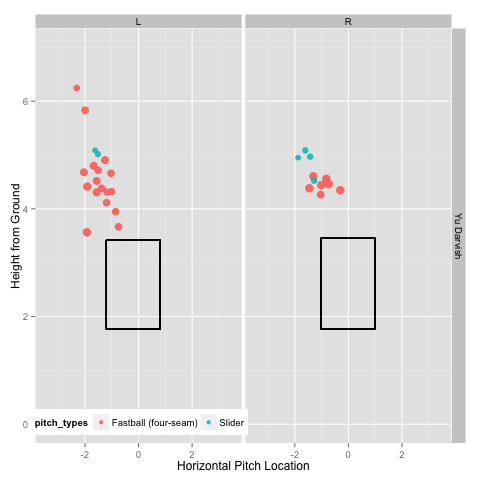 L
R
6
4
2
0
Height from Ground
Yu Darvish
pitch_types Fastball (four-seam) Slider
-2 0 2 -2 0 2
Horizontal Pitch Location